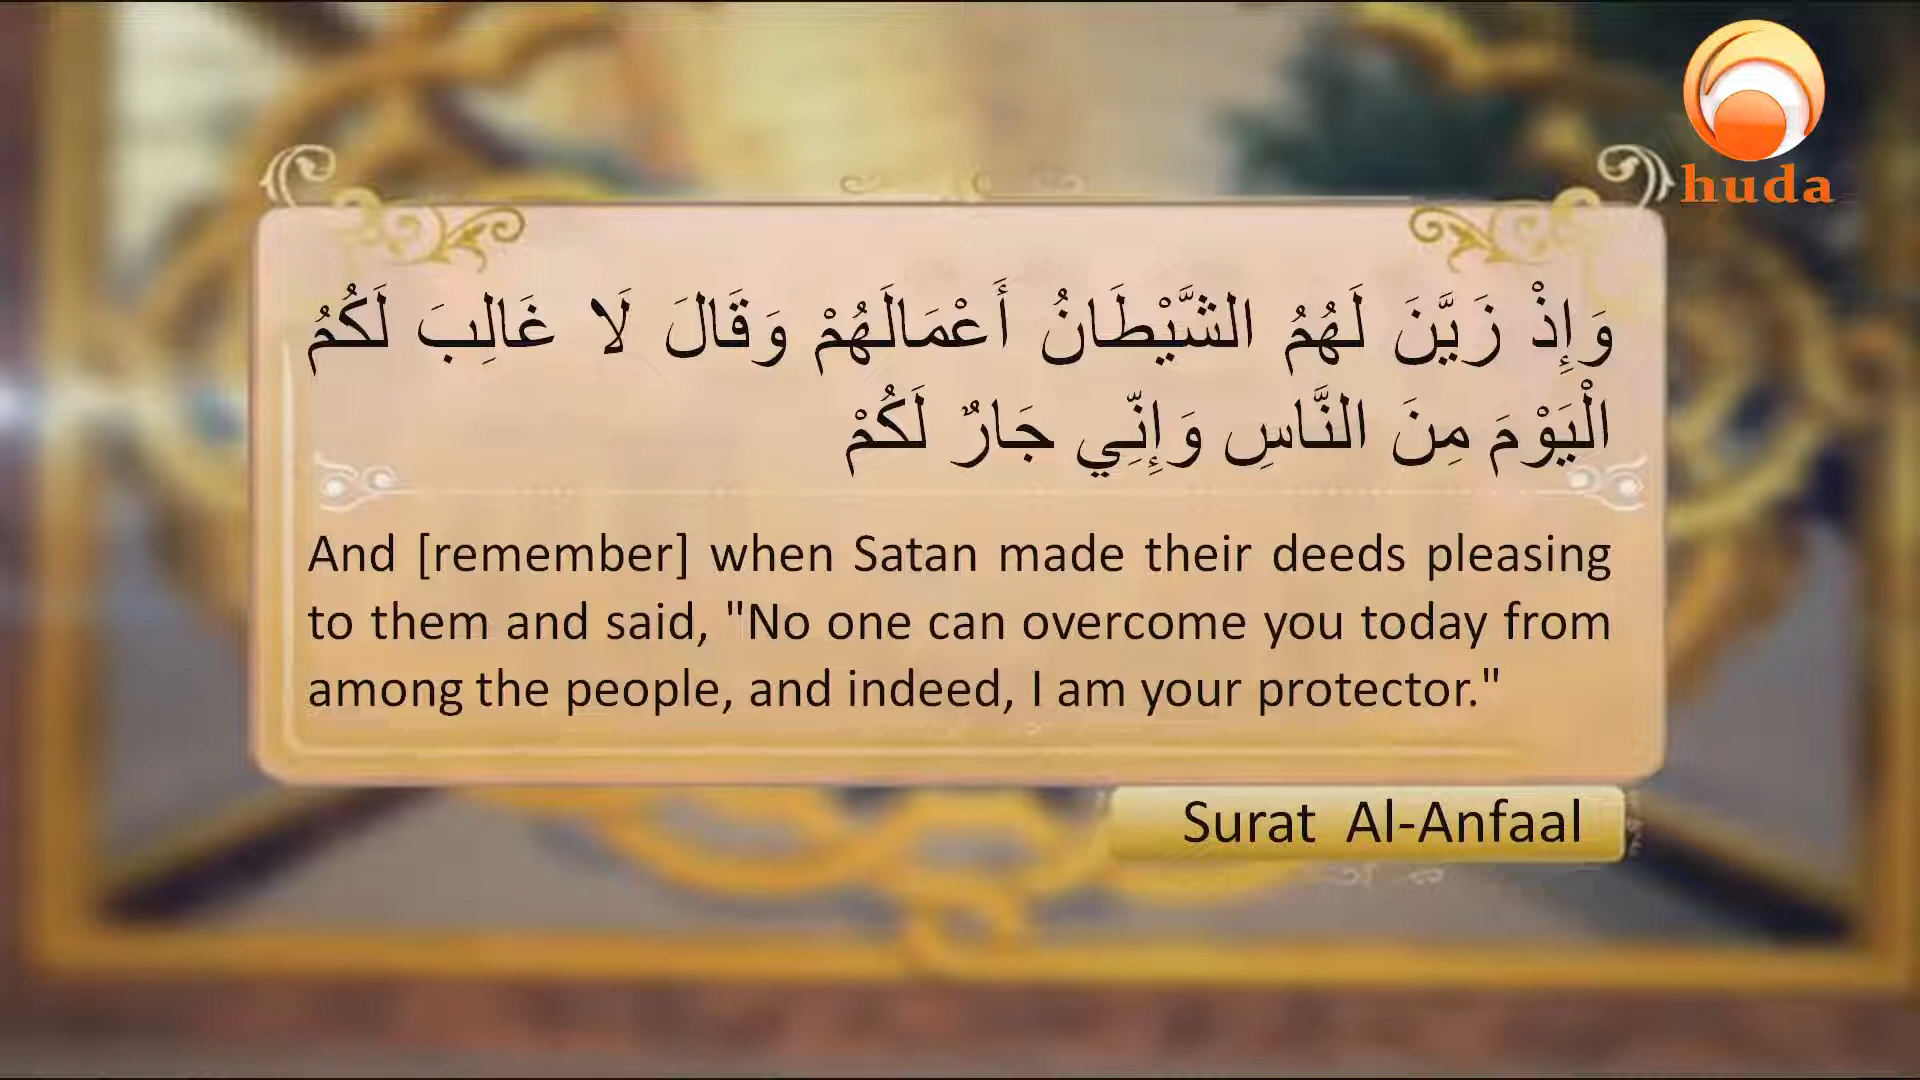 huda
وَإِذْ زَيَّنَ لَهُمُ الشَّيْطَانُ أَعْمَالَهُمْ وَقَالَ لَا غَالِبَ لَكُمُ
الْيَوْمَ مِنَ النَّاسِ وَإِنِّي جَارٌ لَكُمْ
And [remember] when Satan made their deeds pleasing
to them and said, "No one can overcome you today from
among the people, and indeed, I am your protector."
Surat Al-Anfaal